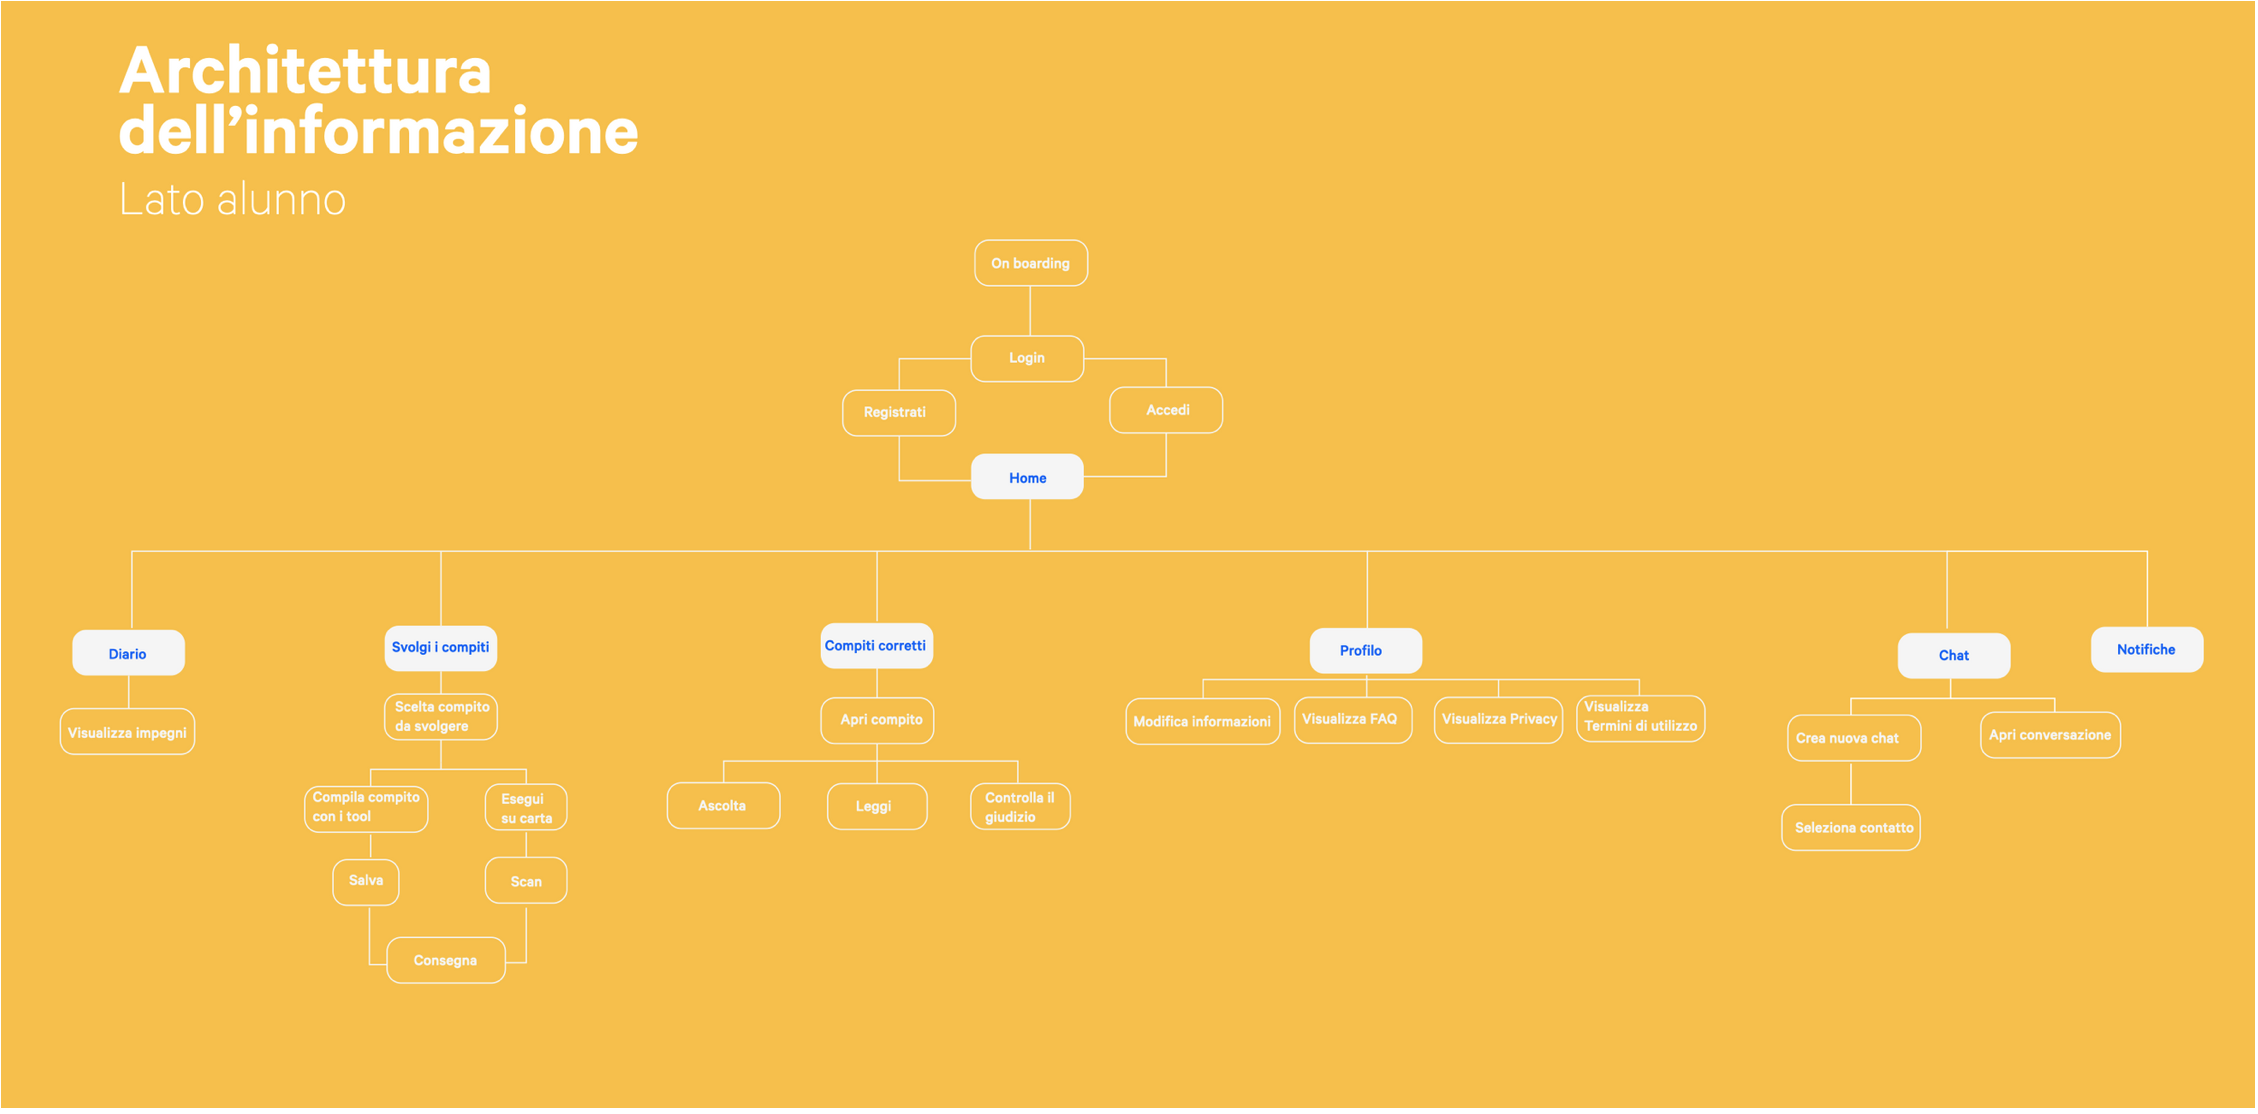 Architettura
dell’informazione
Lato alunno
On boarding
Login
Registrati
Accedi
Home
Diario
Svolgi i compiti
Compiti corretti
Profilo
Chat
Notifiche
Visualizza impegni
Scelta compito
da svolgere
Apri compito
Modifica informazioni
Visualizza FAQ
Visualizza Privacy
Visualizza
Termini di utilizzo
Crea nuova chat
Apri conversazione
Compila compito
con i tool
Esegui
su carta
Ascolta
Leggi
Controlla il
giudizio
Seleziona contatto
Salva
Scan
Consegna